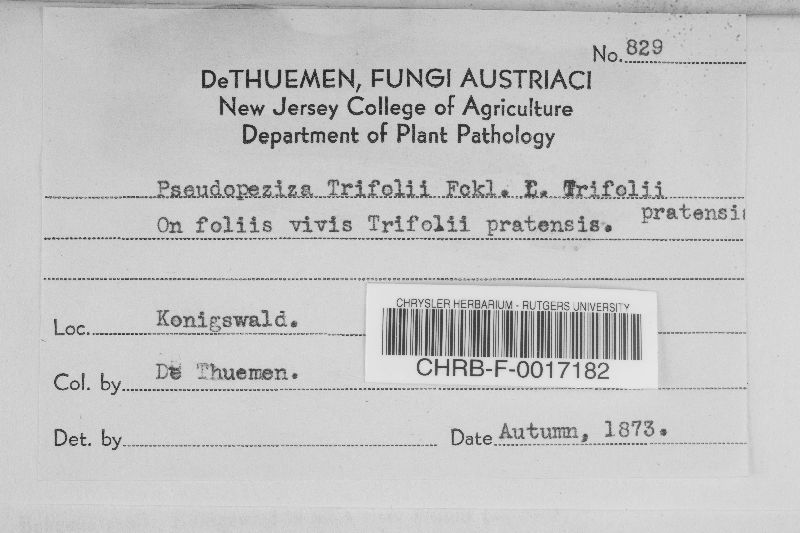 No. 829
DeTHUEMEN, FUNGI AUSTRIACI
New Jersey College of Agriculture
Department of Plant Pathology
Pseudopeziza Trifolii Fckl. f. Trifolii
pratensis
On foliis vivis Trifolii pratensis.
Loc. Konigswald.
CHRYSLER HERBARIUM - RUTGERS UNIVERSITY
CHRB-F-0017182
Col. by De Thuemen.
Det. by
Date Autumn, 1873.